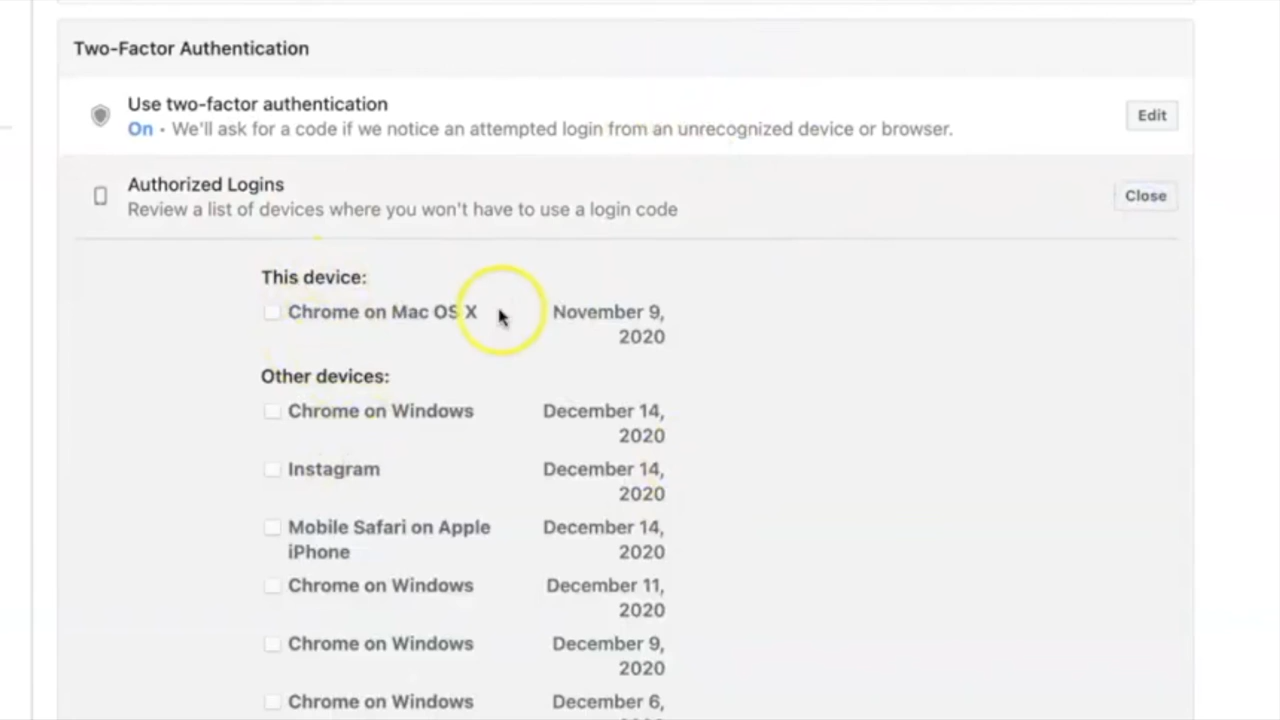 Two-Factor Authentication
Use two-factor authentication
On · We'll ask for a code if we notice an attempted login from an unrecognized device or browser.
Edit
Authorized Logins
Review a list of devices where you won't have to use a login code
Close
This device:
Chrome on Mac OS X
November 9,
2020
Other devices:
Chrome on Windows
December 14,
2020
Instagram
December 14,
2020
Mobile Safari on Apple
iPhone
December 14,
2020
Chrome on Windows
December 11,
2020
Chrome on Windows
December 9,
2020
Chrome on Windows
December 6,